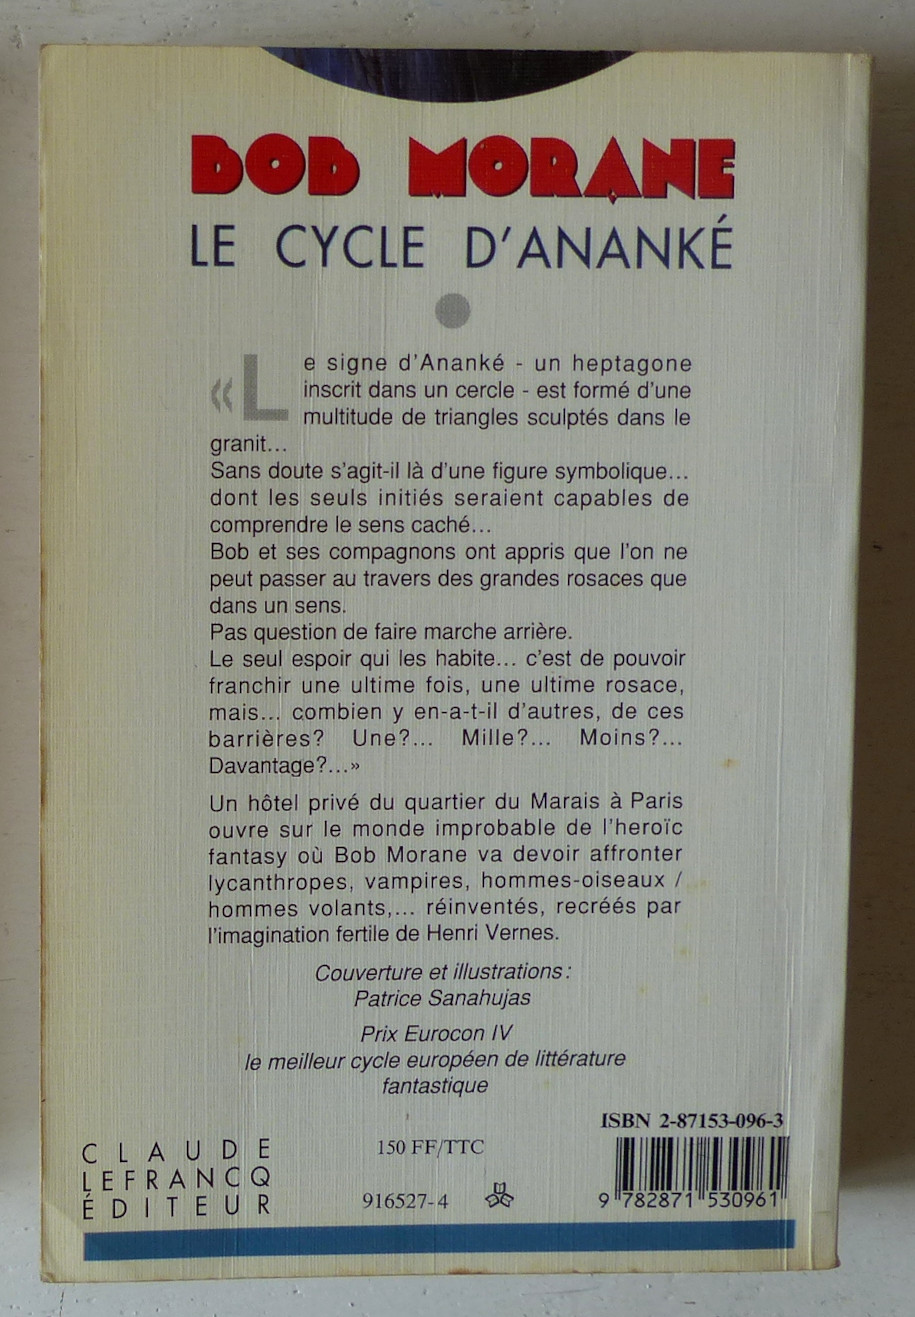 BOB MORANE
LE CYCLE D'ANANKÉ
«Le signe d'Ananké - un heptagone
inscrit dans un cercle - est formé d'une
multitude de triangles sculptés dans le
granit...
Sans doute s'agit-il là d'une figure symbolique...
dont les seuls initiés seraient capables de
comprendre le sens caché...
Bob et ses compagnons ont appris que l'on ne
peut passer au travers des grandes rosaces que
dans un sens.
Pas question de faire marche arrière.
Le seul espoir qui les habite... c'est de pouvoir
franchir une ultime fois, une ultime rosace,
mais... combien y en-a-t-il d'autres, de ces
barrières? Une?... Mille?... Moins?...
Davantage?...»
Un hôtel privé du quartier du Marais à Paris
ouvre sur le monde improbable de l'heroïc
fantasy où Bob Morane va devoir affronter
lycanthropes, vampires, hommes-oiseaux /
hommes volants,... réinventés, recréés par
l'imagination fertile de Henri Vernes.
Couverture et illustrations :
Patrice Sanahujas
Prix Eurocon IV
le meilleur cycle européen de littérature
fantastique
CLAUDE
LEFRANCQ
ÉDITEUR
150 FF/TTC
916527-4
ISBN 2-87153-096-3
9 782871 530961